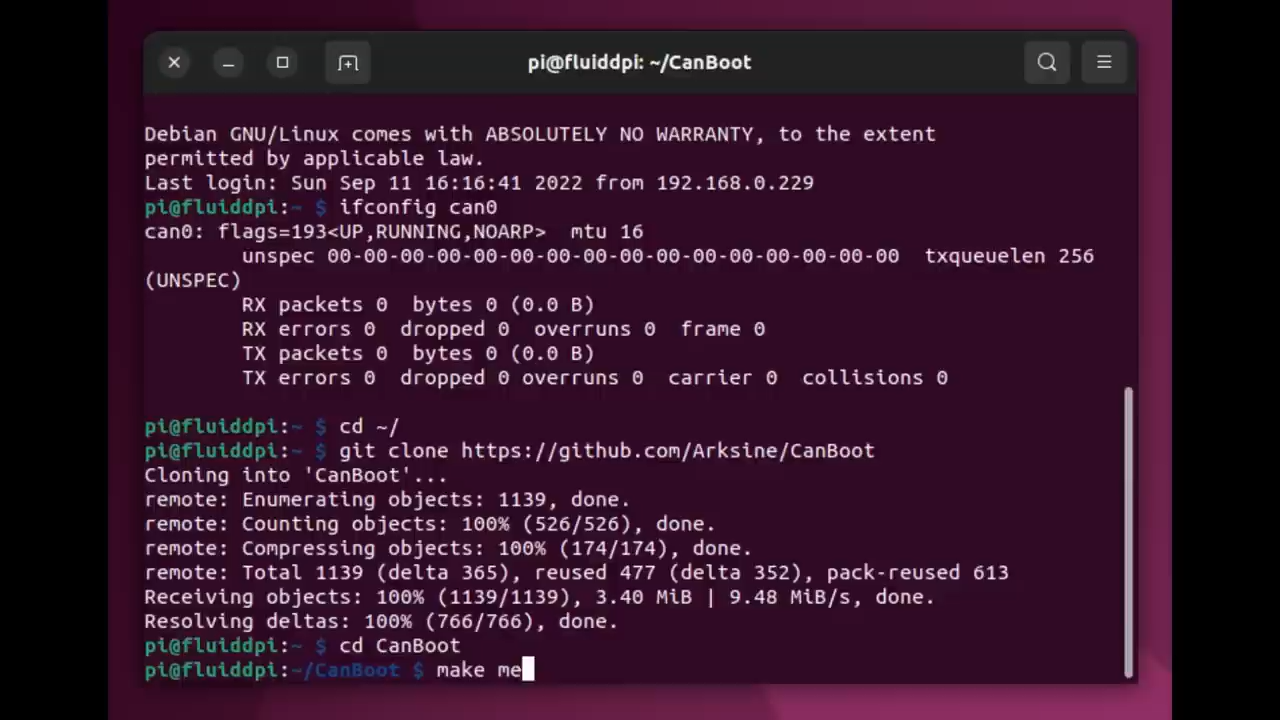 pi@fluiddpi: ~/CanBoot
Debian GNU/Linux comes with ABSOLUTELY NO WARRANTY, to the extent
permitted by applicable law.
Last login: Sun Sep 11 16:16:41 2022 from 192.168.0.229
pi@fluiddpi:~ $ ifconfig can0
can0: flags=193<UP,RUNNING,NOARP>  mtu 16
        unspec 00-00-00-00-00-00-00-00-00-00-00-00-00-00-00-00  txqueuelen 256
(UNSPEC)
        RX packets 0  bytes 0 (0.0 B)
        RX errors 0  dropped 0  overruns 0  frame 0
        TX packets 0  bytes 0 (0.0 B)
        TX errors 0  dropped 0 overruns 0  carrier 0  collisions 0
pi@fluiddpi:~ $ cd ~/
pi@fluiddpi:~ $ git clone https://github.com/Arksine/CanBoot
Cloning into 'CanBoot'...
remote: Enumerating objects: 1139, done.
remote: Counting objects: 100% (526/526), done.
remote: Compressing objects: 100% (174/174), done.
remote: Total 1139 (delta 365), reused 477 (delta 352), pack-reused 613
Receiving objects: 100% (1139/1139), 3.40 MiB | 9.48 MiB/s, done.
Resolving deltas: 100% (766/766), done.
pi@fluiddpi:~ $ cd CanBoot
pi@fluiddpi:~/CanBoot $ make me